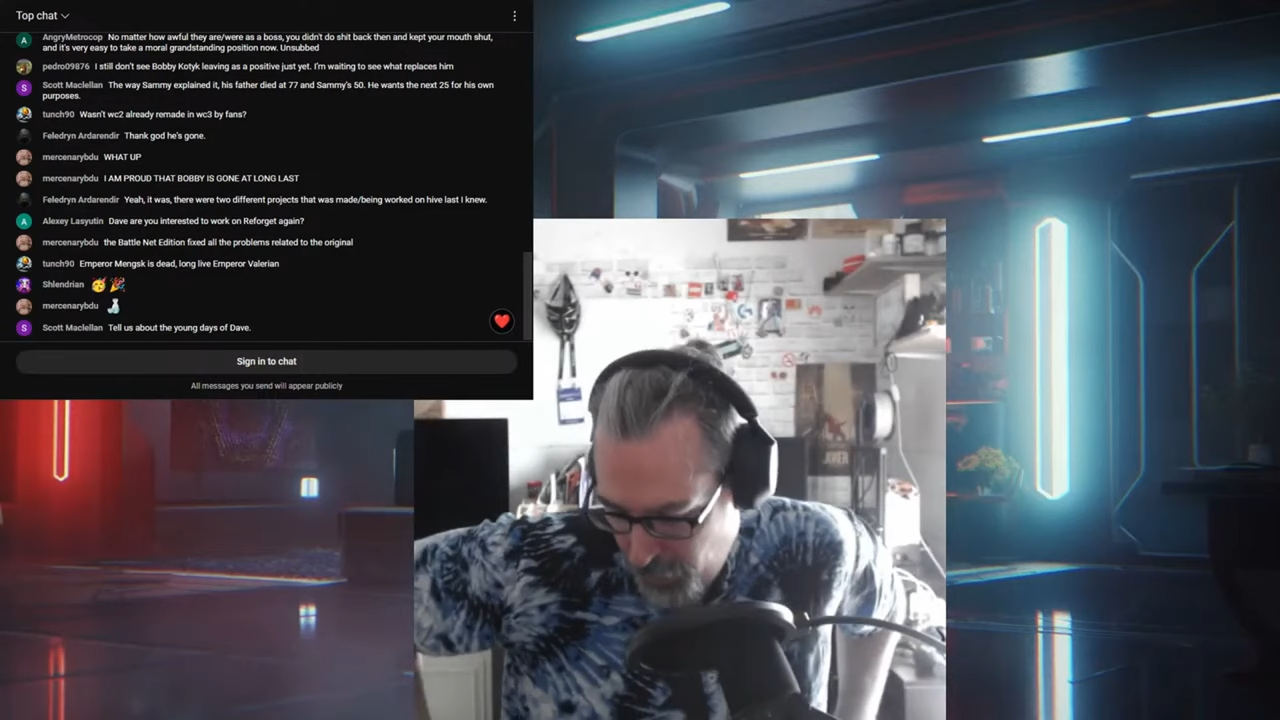 Top chat
AngryMetrocop No matter how awful they are/were as a boss, you didn't do shit back then and kept your mouth shut,
and it's very easy to take a moral grandstanding position now. Unsubbed
pedro09876 I still don't see Bobby Kotyk leaving as a positive just yet. I'm waiting to see what replaces him
Scott Maclellan The way Sammy explained it, his father died at 77 and Sammy's 50. He wants the next 25 for his own
purposes.
tunch90 Wasn't wc2 already remade in wc3 by fans?
Feledryn Ardarendir Thank god he's gone.
mercenarybdu WHAT UP
mercenarybdu I AM PROUD THAT BOBBY IS GONE AT LONG LAST
Feledryn Ardarendir Yeah, it was, there were two different projects that was made/being worked on hive last I knew.
Alexey Lasyutin Dave are you interested to work on Reforget again?
mercenarybdu the Battle Net Edition fixed all the problems related to the original
tunch90 Emperor Mengsk is dead, long live Emperor Valerian
Shlendrian 🥳🎉
mercenarybdu
Scott Maclellan Tell us about the young days of Dave.
Sign in to chat
All messages you send will appear publicly
JOKER